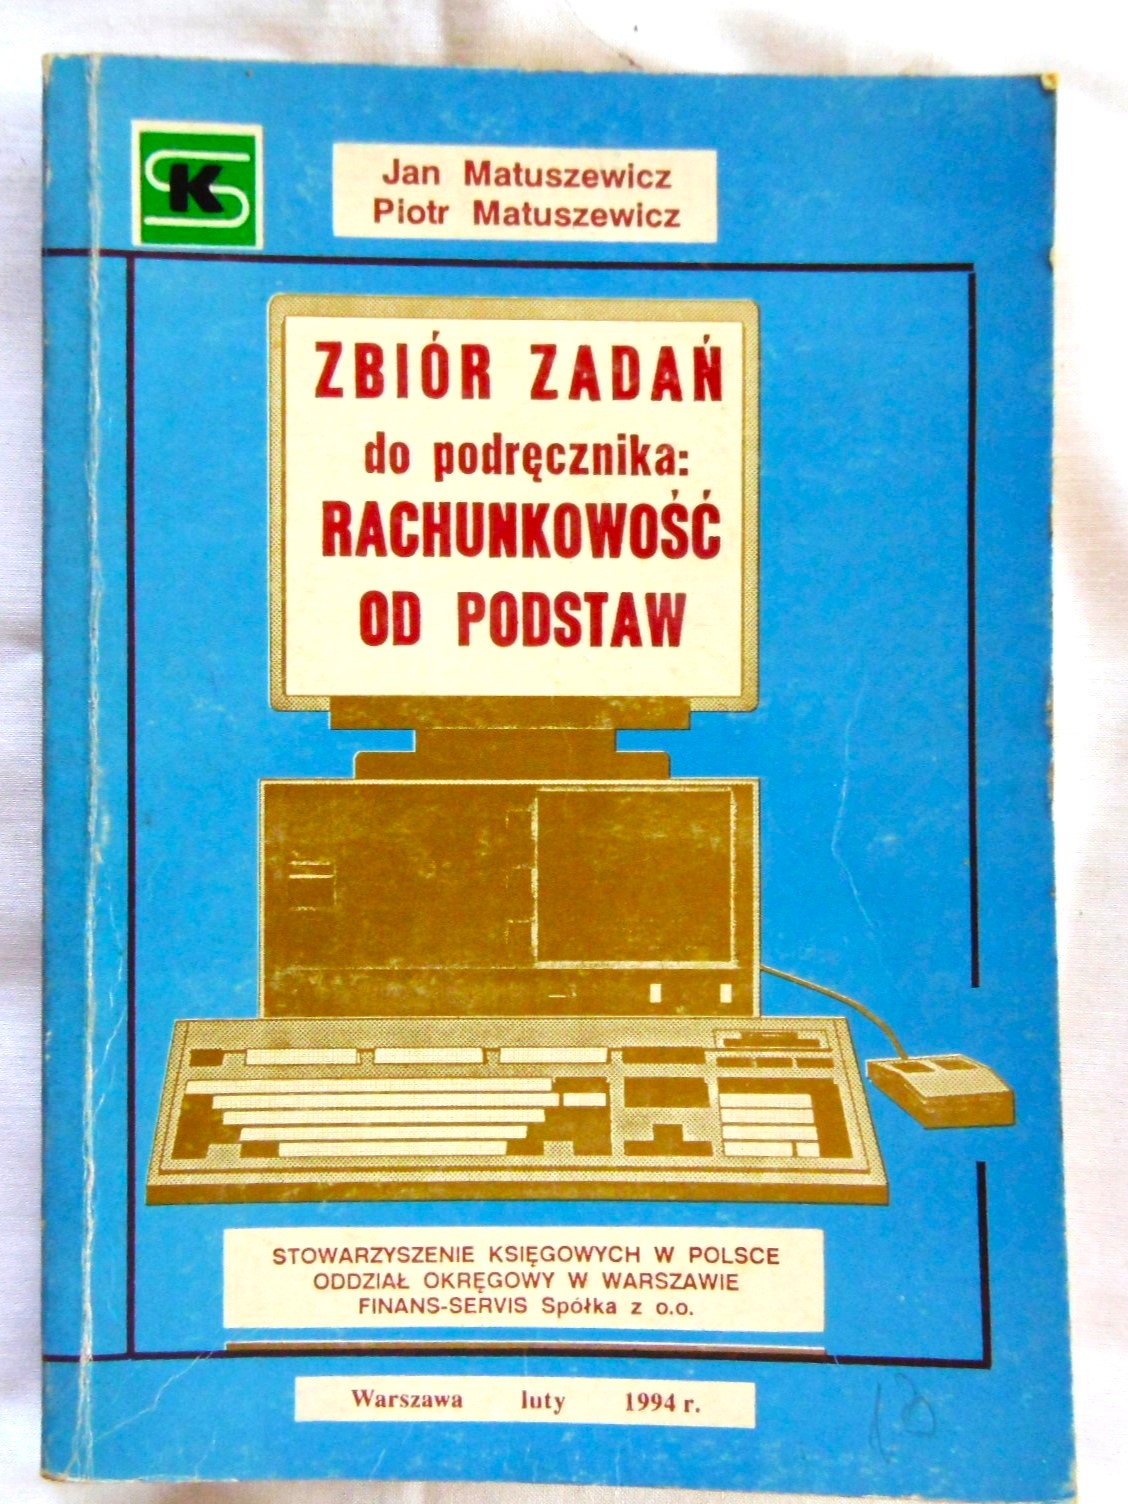 SK
Jan Matuszewicz
Piotr Matuszewicz
ZBIÓR ZADAŃ
do podręcznika:
RACHUNKOWOŚĆ
OD PODSTAW
STOWARZYSZENIE KSIĘGOWYCH W POLSCE
ODDZIAŁ OKRĘGOWY W WARSZAWIE
FINANS-SERVIS Spółka z o.o.
Warszawa luty 1994 r.